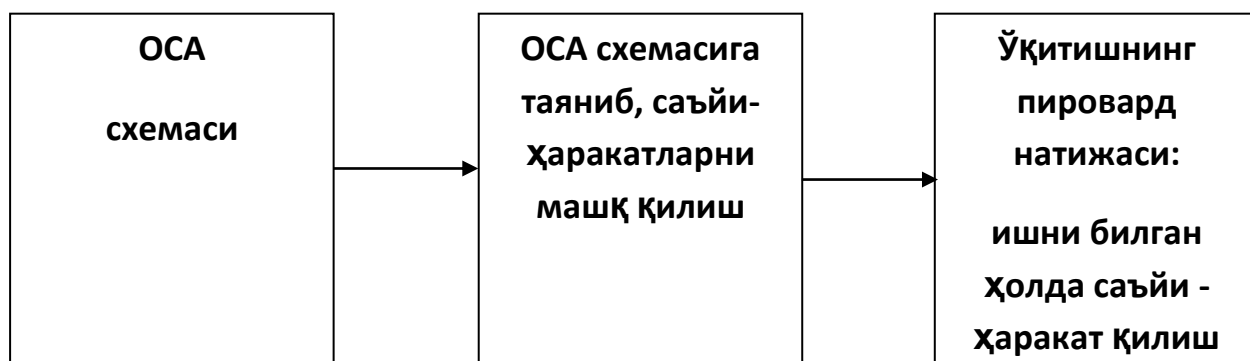 ОСА
схемаси
ОСА схемасига
таяниб, саъйи-
ҳаракатларни
машқ қилиш
Ўқитишнинг
пировард
натижаси:
ишни билган
ҳолда саъйи -
ҳаракат қилиш